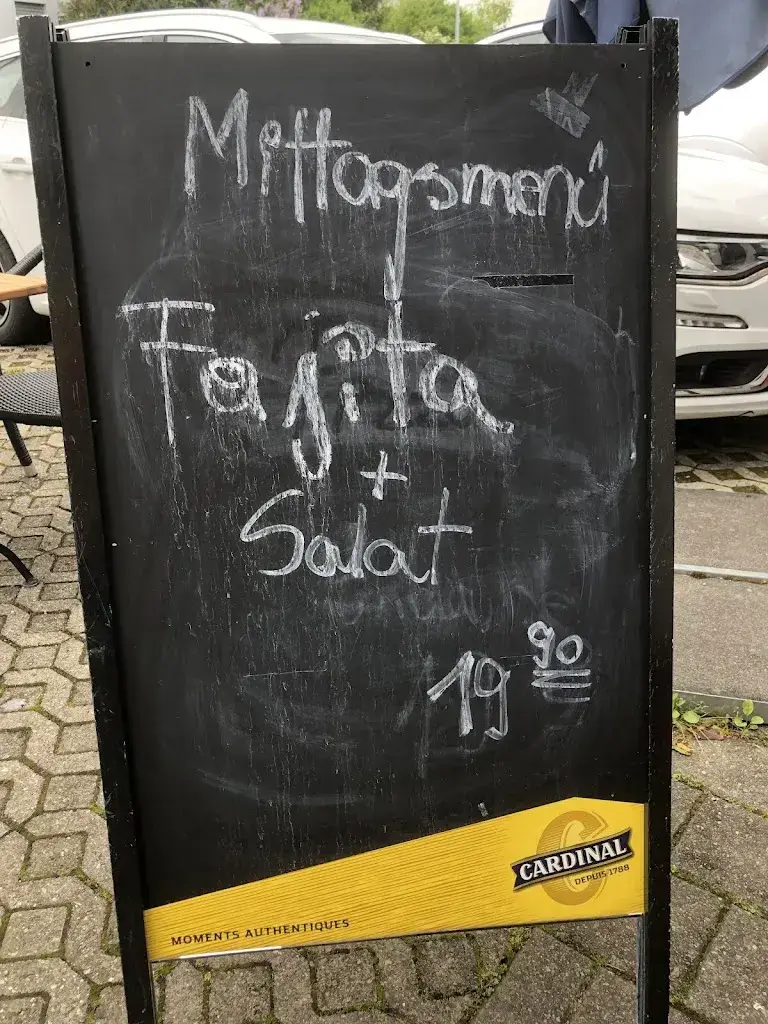 Mittagsmenü
Fajita
+
Salat
19 90
CARDINAL
DEPUIS 1788
MOMENTS AUTHENTIQUES